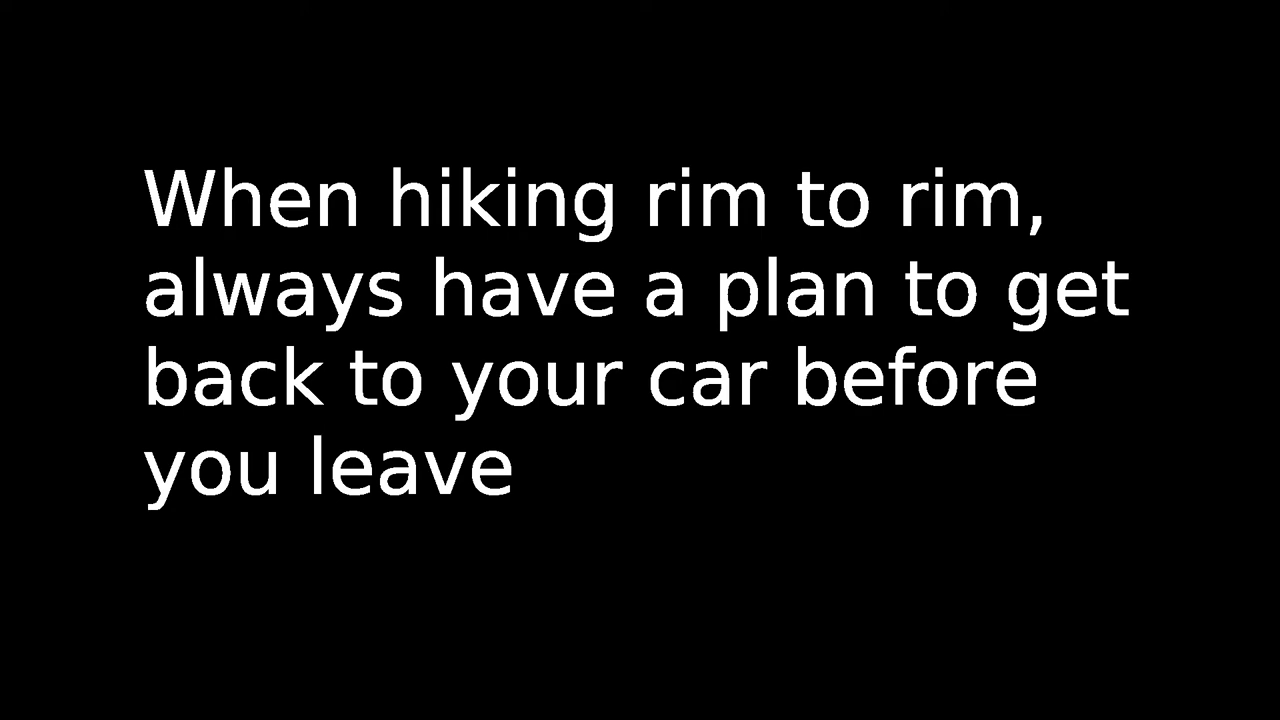 When hiking rim to rim,
always have a plan to get
back to your car before
you leave